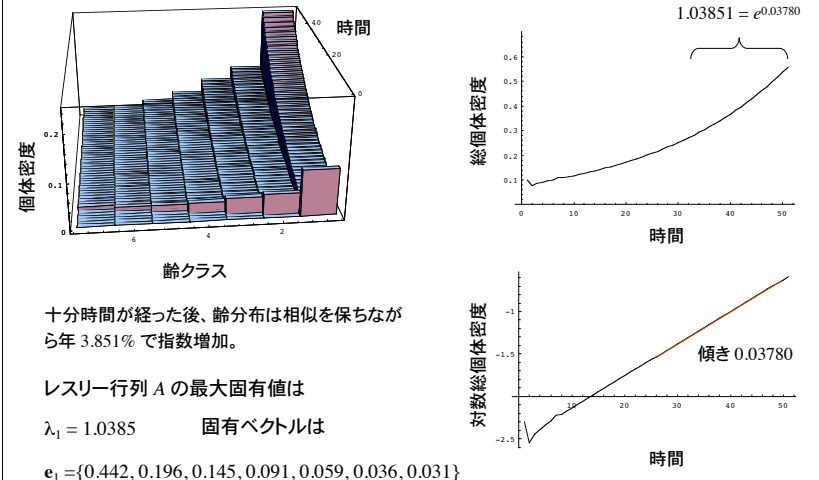 40
20
0
時間
0.2
0.1
0
個体密度
6
4
2
齢クラス
1.03851 = e^0.03780
0.6
0.5
0.4
0.3
0.2
0.1
総個体密度
0 10 20 30 40 50
時間
十分時間が経った後、齢分布は相似を保ちなが
ら年 3.851% で指数増加。
レスリー行列 A の最大固有値は
λ1 = 1.0385 固有ベクトルは
e1 ={0.442, 0.196, 0.145, 0.091, 0.059, 0.036, 0.031}
-1
-1.5
-2.5
対数総個体密度
傾き 0.03780
10 20 30 40 50
時間